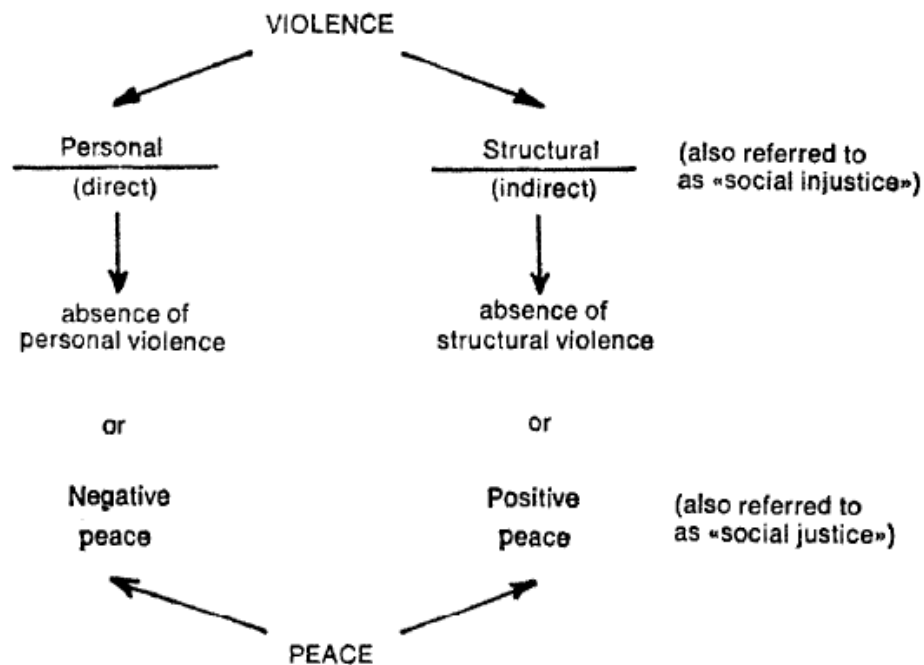 VIOLENCE
Personal
(direct)
Structural
(indirect)
(also referred to
as «social injustice»)
absence of
personal violence
absence of
structural violence
or
or
Negative
peace
Positive
peace
(also referred to
as «social justice»)
PEACE